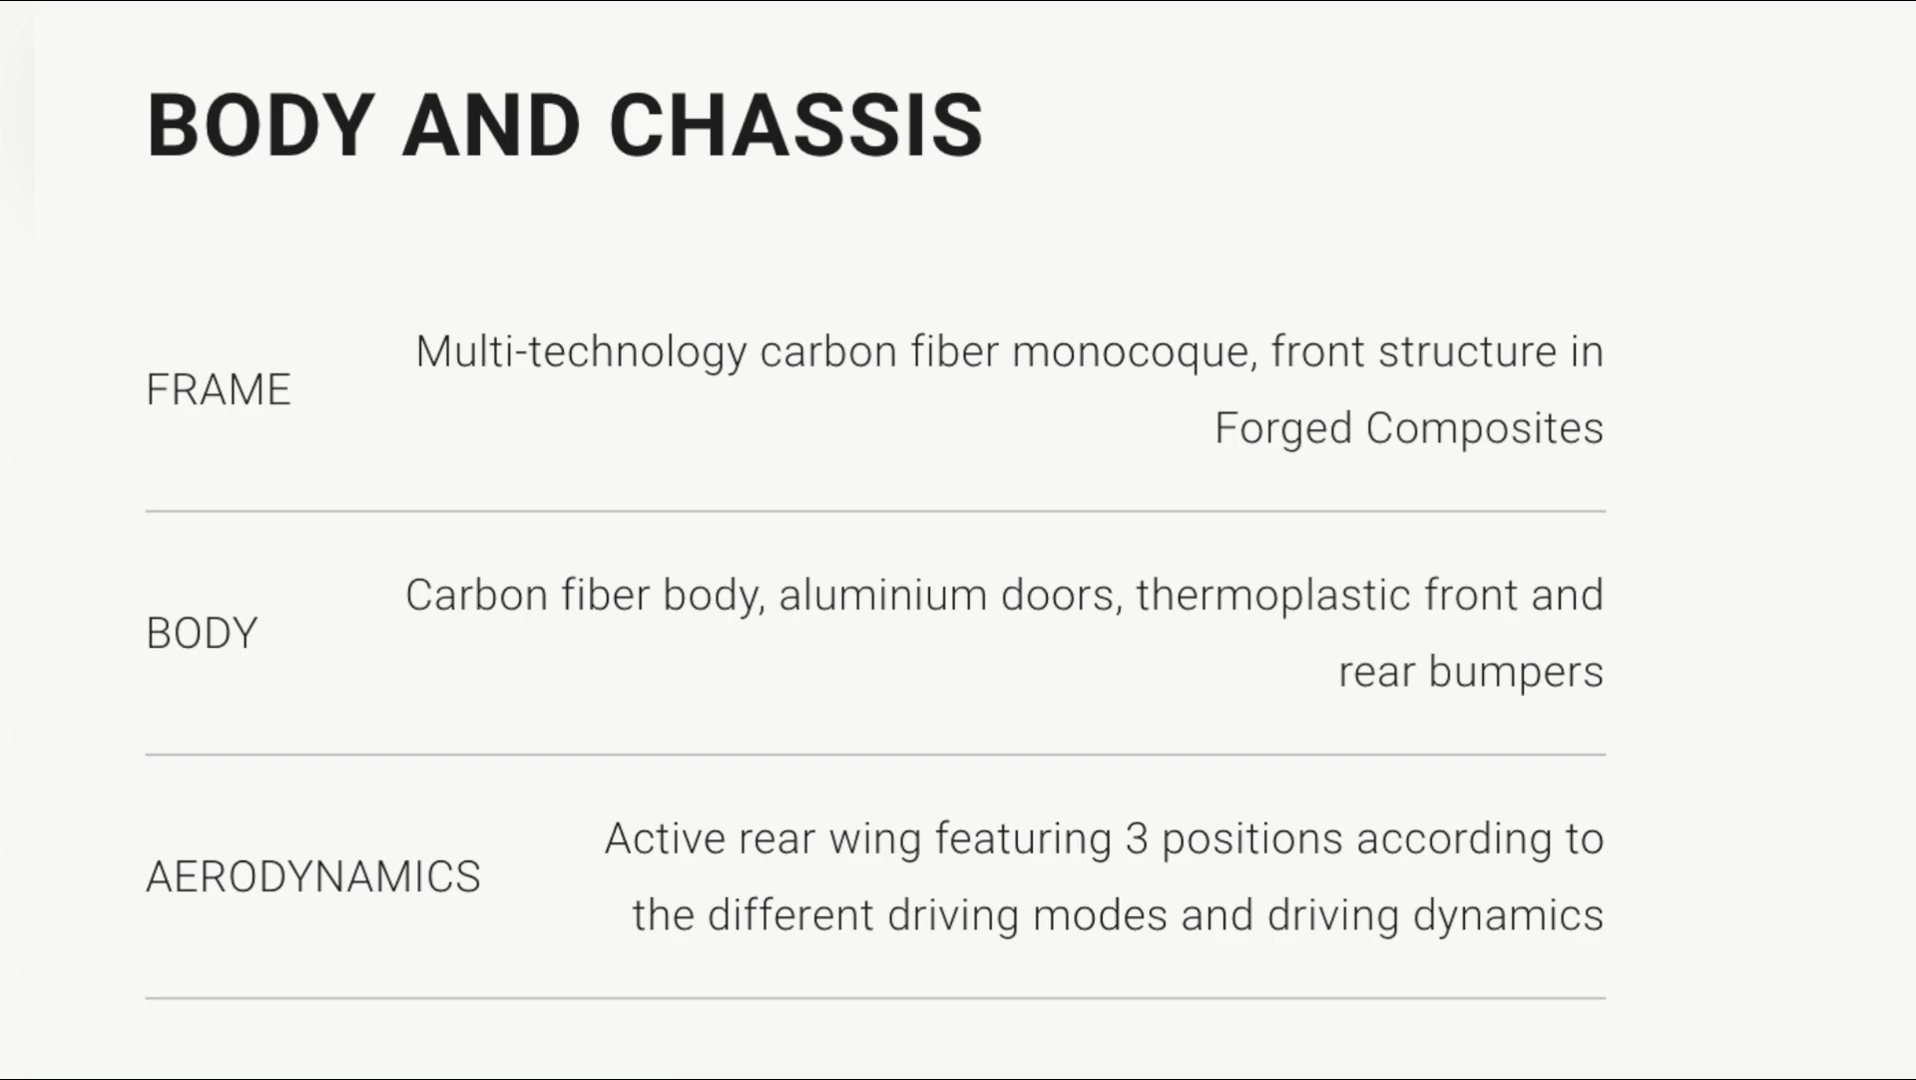 BODY AND CHASSIS
FRAME
Multi-technology carbon fiber monocoque, front structure in
Forged Composites
BODY
Carbon fiber body, aluminium doors, thermoplastic front and
rear bumpers
AERODYNAMICS
Active rear wing featuring 3 positions according to
the different driving modes and driving dynamics